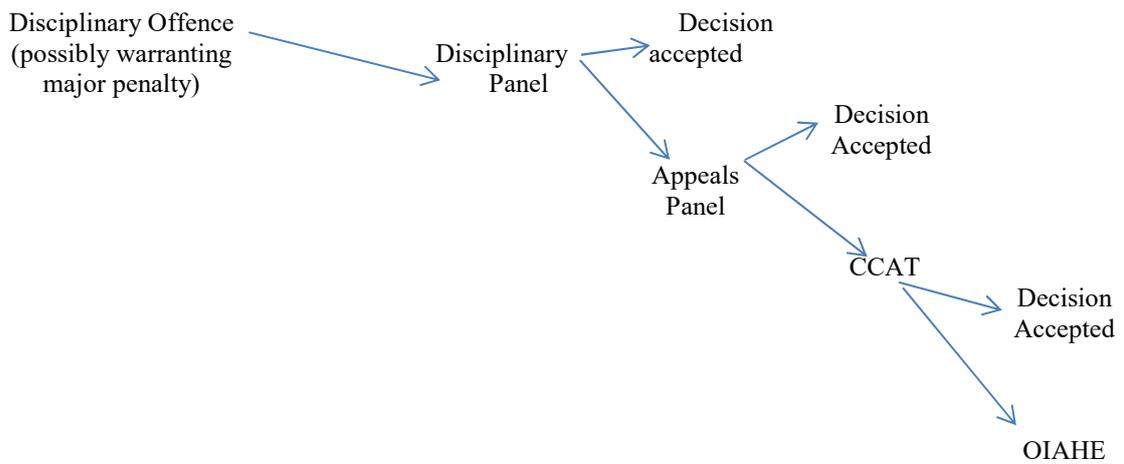 Disciplinary Offence
(possibly warranting
major penalty)
Disciplinary
Panel
Decision
accepted
Appeals
Panel
Decision
Accepted
CCAT
Decision
Accepted
OIAHE